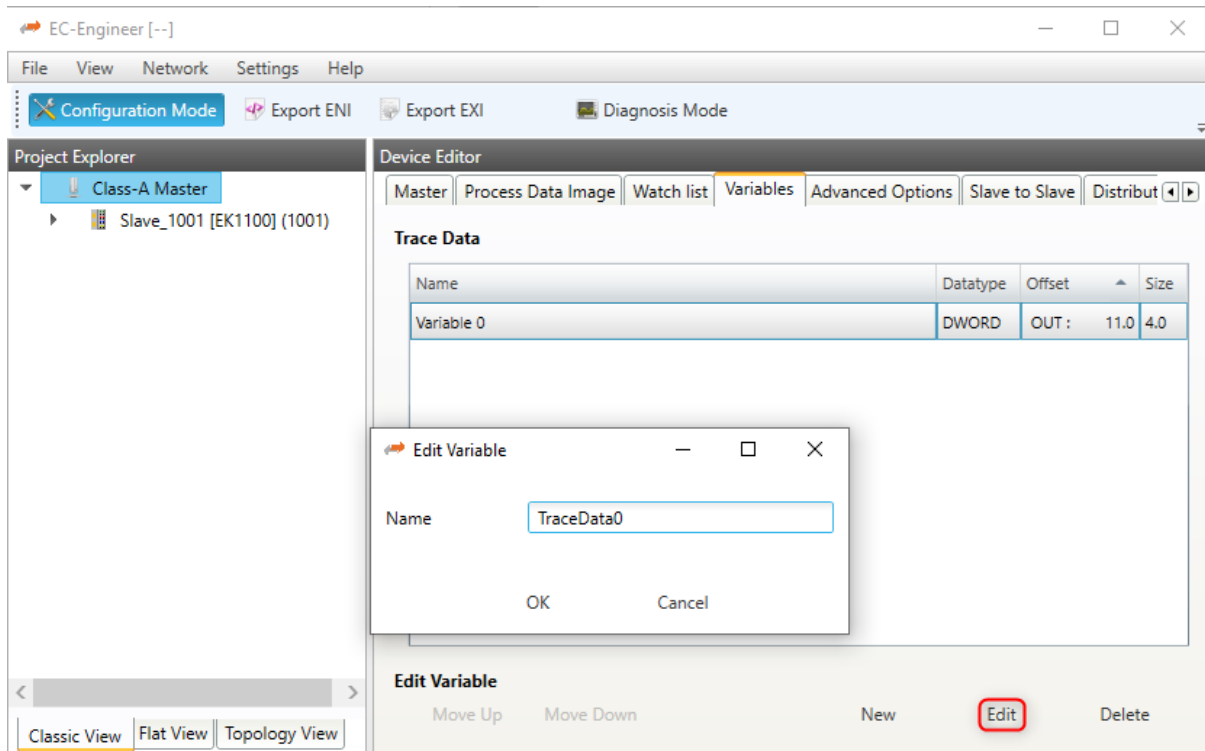 EC-Engineer [--]
File View Network Settings Help
Configuration Mode Export ENI Export EXI Diagnosis Mode
Project Explorer
Class-A Master
Slave_1001 [EK1100] (1001)
Classic View Flat View Topology View
Device Editor
Master Process Data Image Watch list Variables Advanced Options Slave to Slave Distribut
Trace Data
Name Datatype Offset Size
Variable 0 DWORD OUT : 11.0 4.0
Edit Variable
Name TraceData0
OK Cancel
Edit Variable
Move Up Move Down New Edit Delete